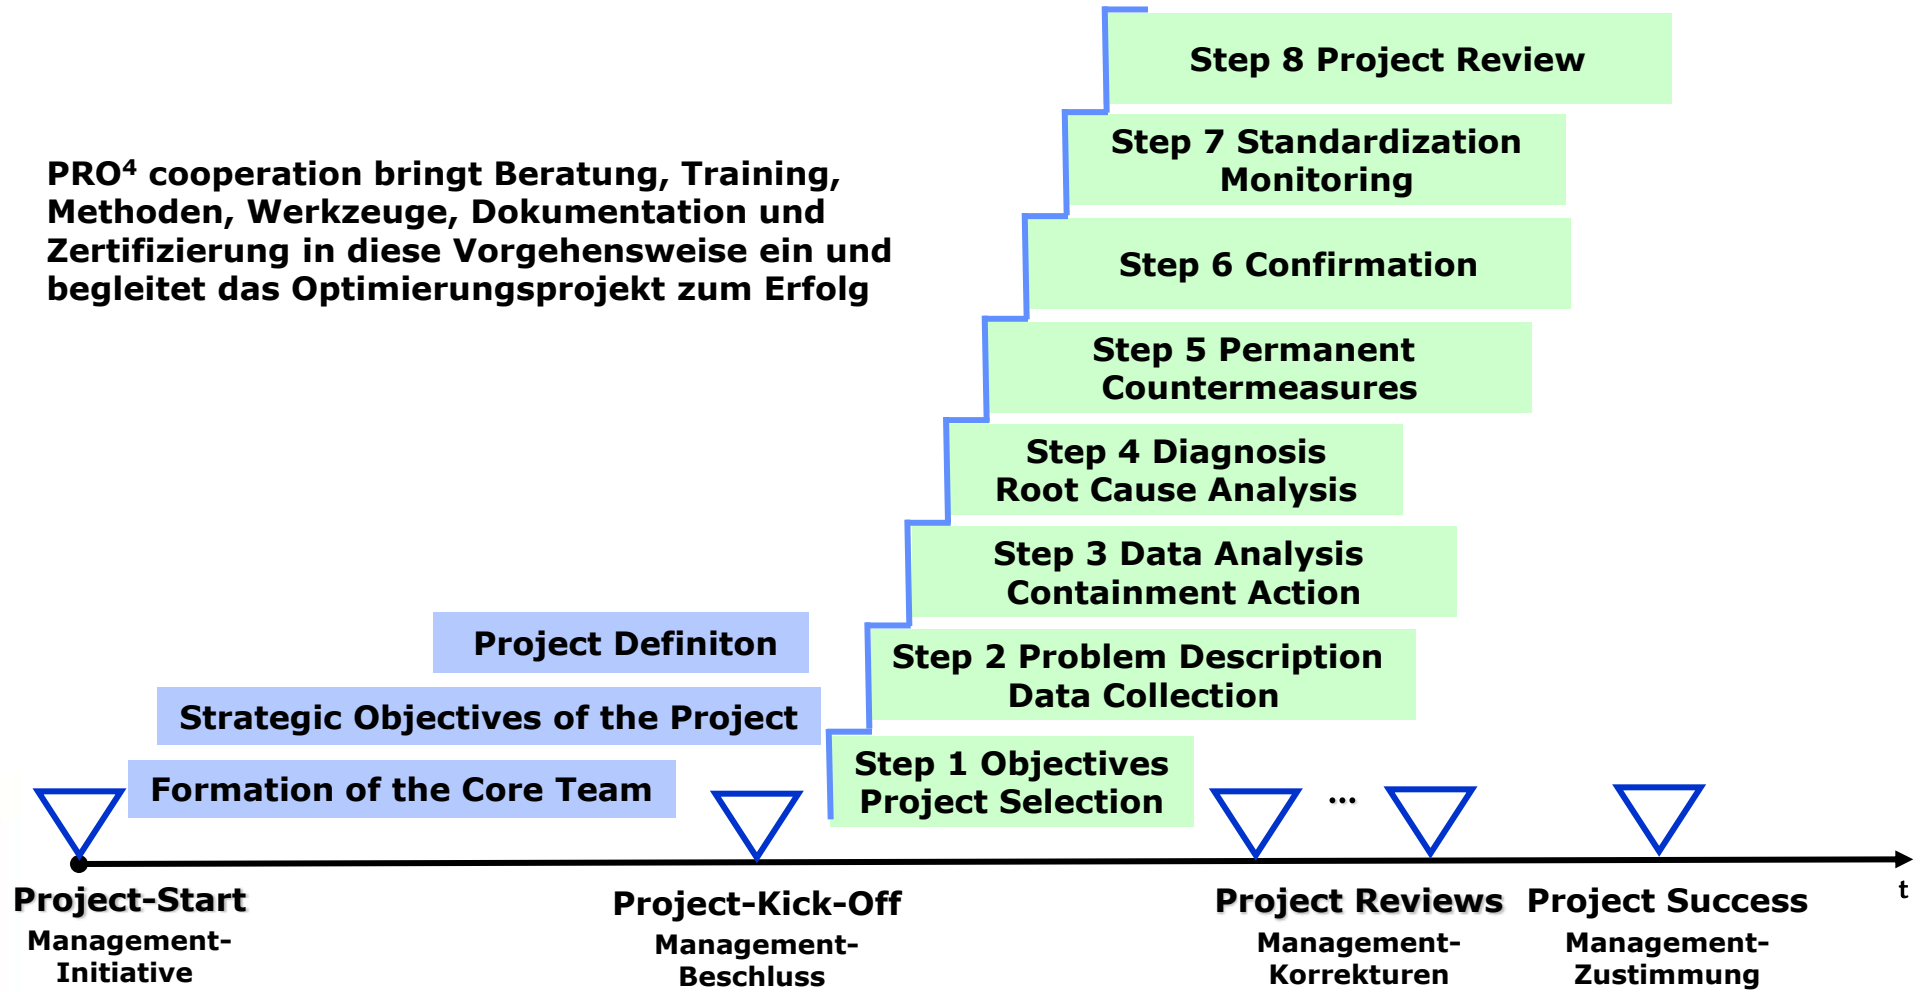 PRO⁴ cooperation bringt Beratung, Training,
Methoden, Werkzeuge, Dokumentation und
Zertifizierung in diese Vorgehensweise ein und
begleitet das Optimierungsprojekt zum Erfolg
Step 8 Project Review
Step 7 Standardization
Monitoring
Step 6 Confirmation
Step 5 Permanent
Countermeasures
Step 4 Diagnosis
Root Cause Analysis
Step 3 Data Analysis
Containment Action
Step 2 Problem Description
Data Collection
Step 1 Objectives
Project Selection
Project Definiton
Strategic Objectives of the Project
Formation of the Core Team
...
t
Project-Start
Management-
Initiative
Project-Kick-Off
Management-
Beschluss
Project Reviews
Management-
Korrekturen
Project Success
Management-
Zustimmung